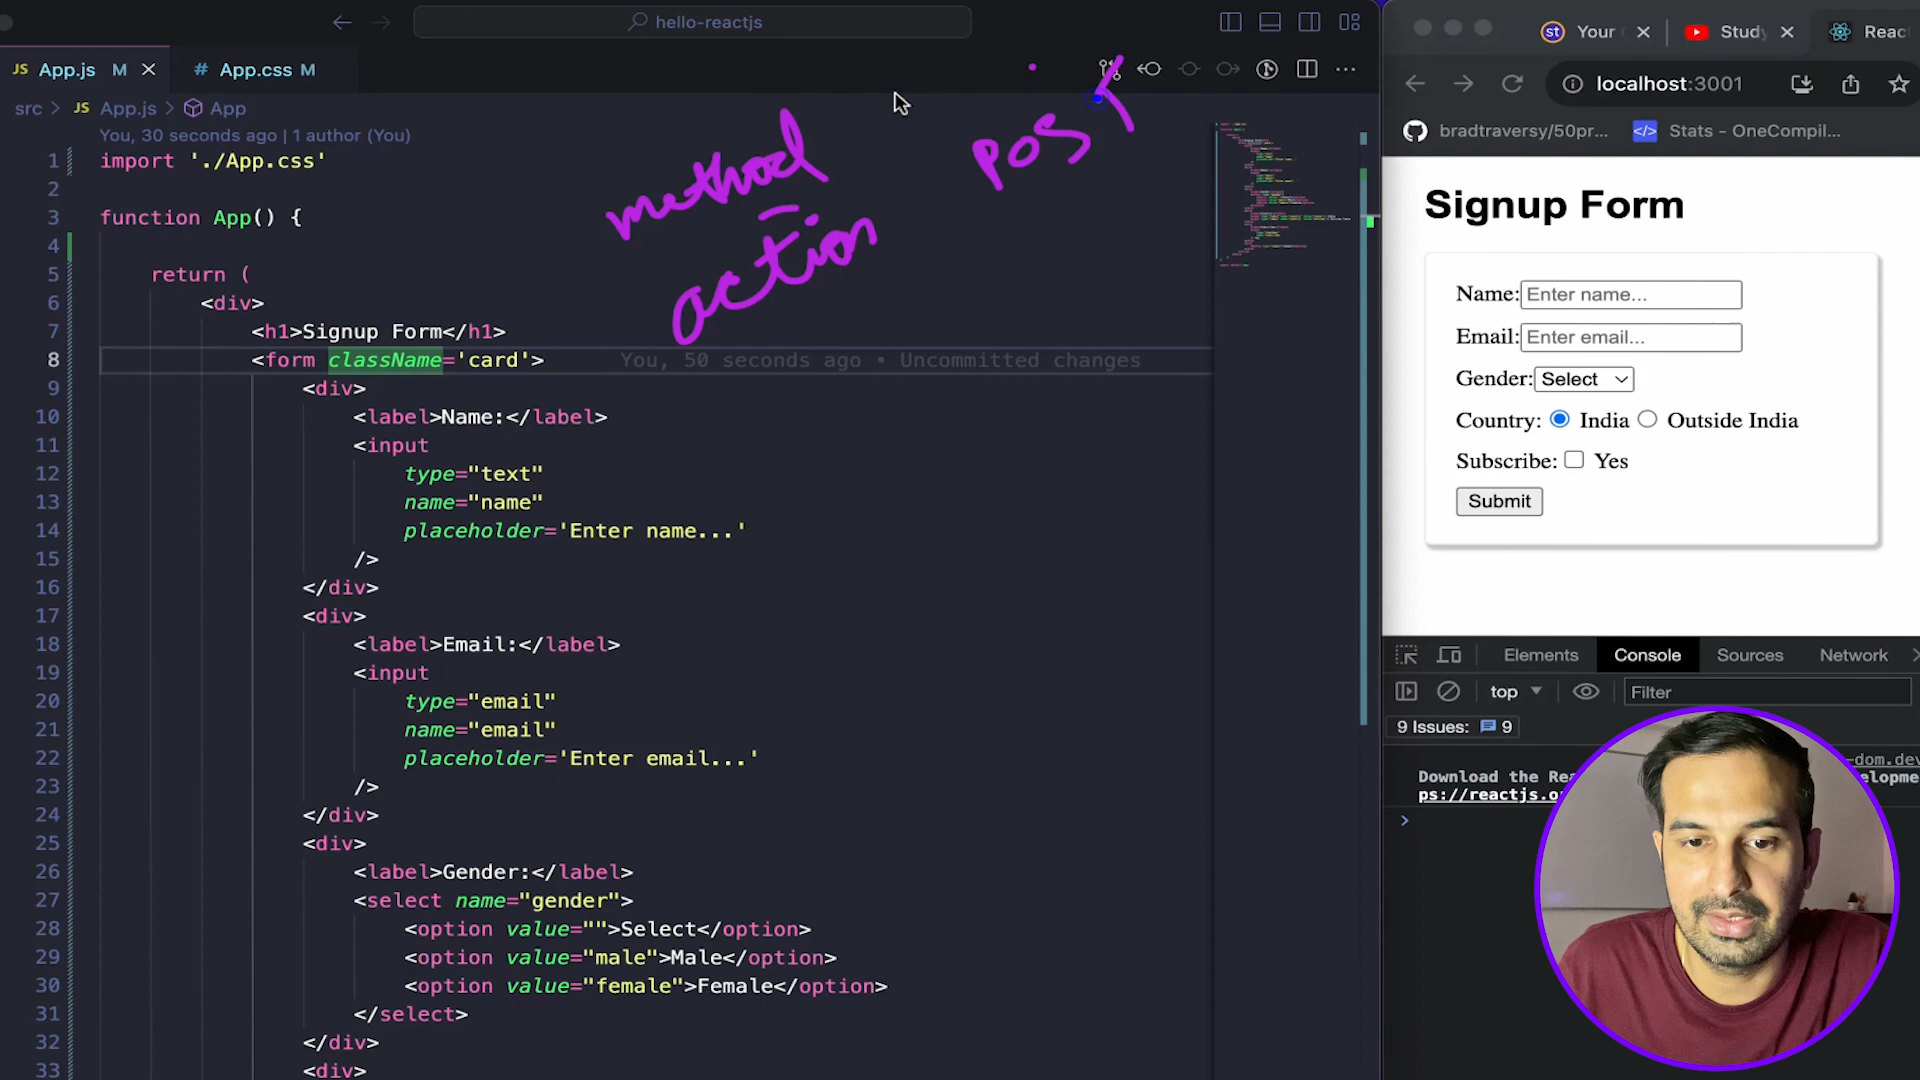 hello-reactjs
JS App.js M
# App.css M
src > JS App.js > App
You, 30 seconds ago | 1 author (You)
1 import './App.css'
2
3 function App() {
4
5 return (
6 <div>
7 <h1>Signup Form</h1>
8 <form className='card'> You, 50 seconds ago • Uncommitted changes
9 <div>
10 <label>Name:</label>
11 <input
12 type="text"
13 name="name"
14 placeholder='Enter name...'
15 />
16 </div>
17 <div>
18 <label>Email:</label>
19 <input
20 type="email"
21 name="email"
22 placeholder='Enter email...'
23 />
24 </div>
25 <div>
26 <label>Gender:</label>
27 <select name="gender">
28 <option value="">Select</option>
29 <option value="male">Male</option>
30 <option value="female">Female</option>
31 </select>
32 </div>
33 <div>
method
action
POST
st Your
Study
Reac
localhost:3001
bradtraversy/50pr...
</> Stats - OneCompil...
Signup Form
Name: Enter name...
Email: Enter email...
Gender: Select
Country: India Outside India
Subscribe: Yes
Submit
Elements Console Sources Network
top Filter
9 Issues: 9
-dom.dev
Download the Rea
elopmen
ps://reactjs.o